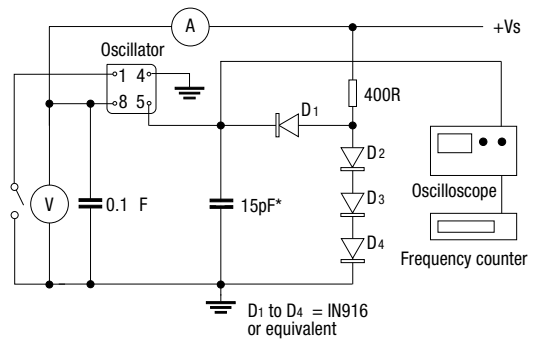 A
+Vs
Oscillator
1 4
8 5
400R
D1
D2
D3
D4
V
0.1 F
15pF*
Oscilloscope
Frequency counter
D1 to D4 = IN916
or equivalent